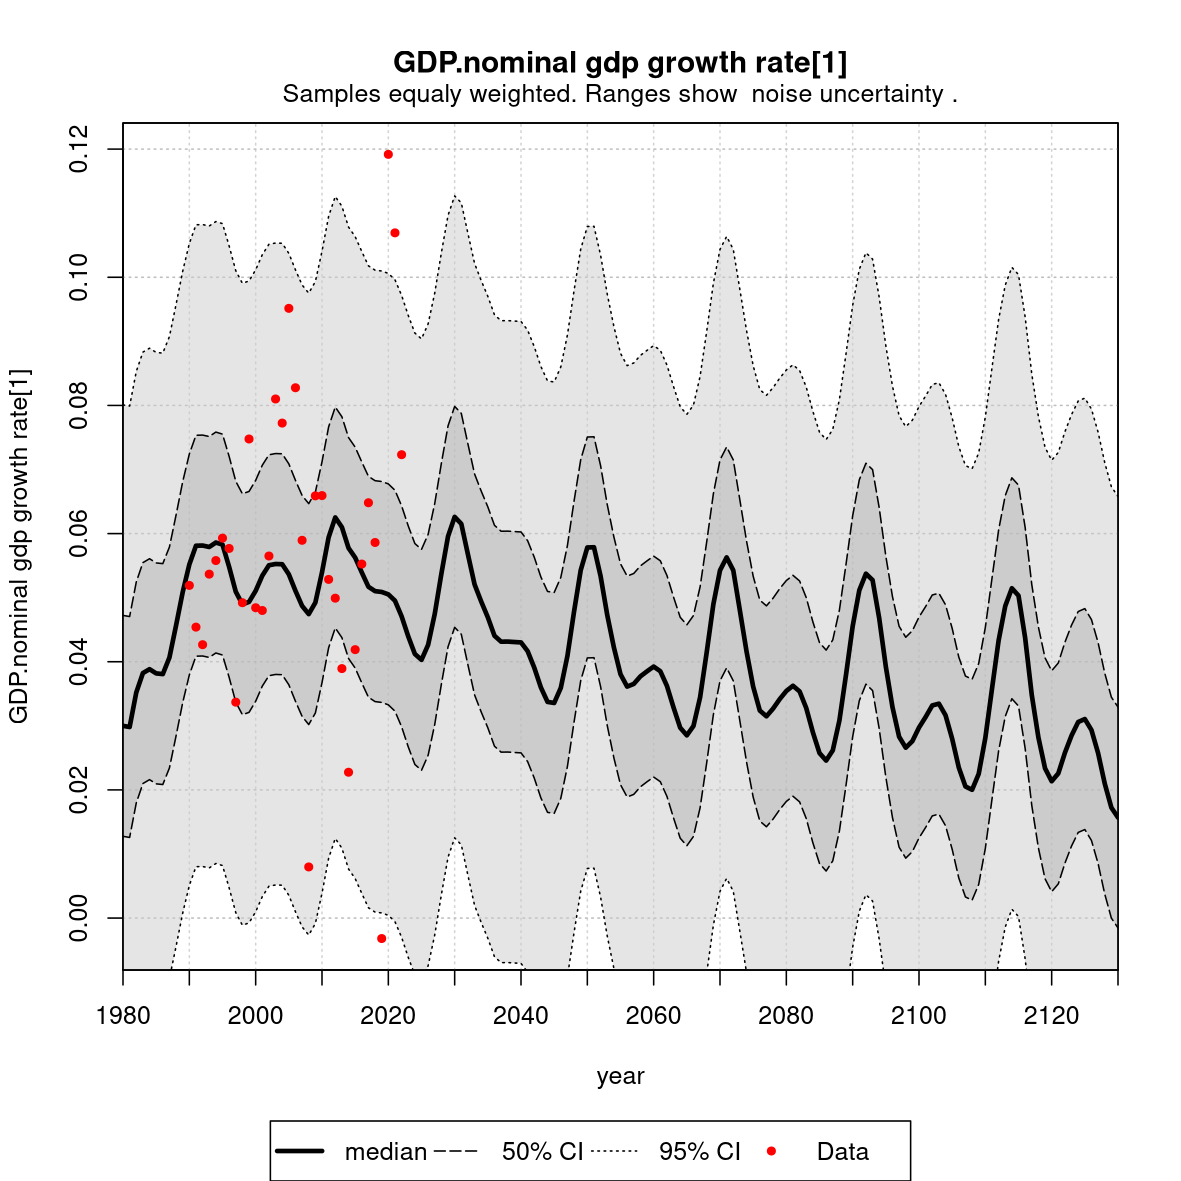 GDP.nominal gdp growth rate[1]
Samples equaly weighted. Ranges show  noise uncertainty .
GDP.nominal gdp growth rate[1]
0.12
0.10
0.08
0.06
0.04
0.02
0.00
1980 2000 2020 2040 2060 2080 2100 2120
year
median 50% CI 95% CI Data